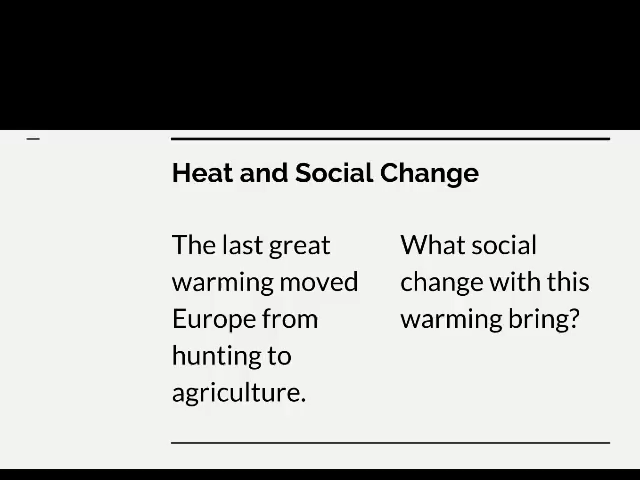 Heat and Social Change
The last great
warming moved
Europe from
hunting to
agriculture.
What social
change with this
warming bring?